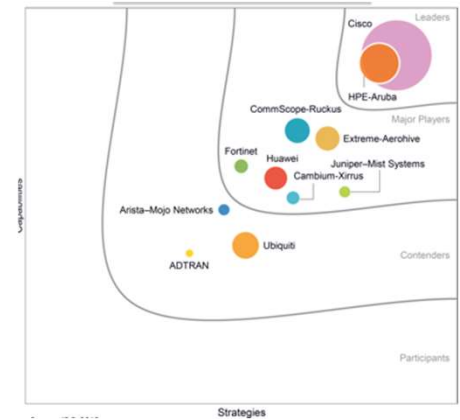 Leaders
Cisco
HPE-Aruba
Major Players
CommScope-Ruckus
Extreme-Aerohive
Fortinet
Huawei
Juniper–Mist Systems
Cambium-Xirrus
Arista–Mojo Networks
Ubiquiti
Contenders
ADTRAN
Participants
Capabilities
Strategies